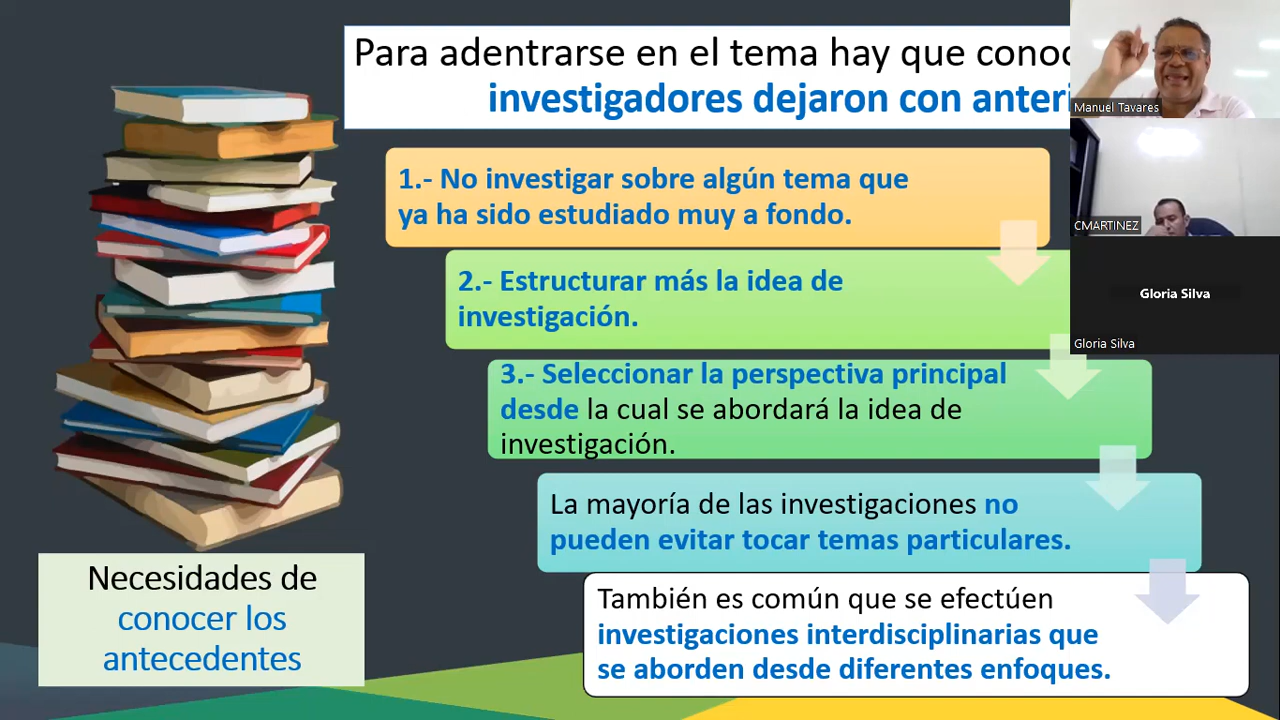 Para adentrarse en el tema hay que
investigadores dejaron con
1.- No investigar sobre algún tema que
ya ha sido estudiado muy a fondo.
2.- Estructurar más la idea de
investigación.
3.- Seleccionar la perspectiva principal
desde la cual se abordará la idea de
investigación.
La mayoría de las investigaciones no
pueden evitar tocar temas particulares.
También es común que se efectúen
investigaciones interdisciplinarias que
se aborden desde diferentes enfoques.
Necesidades de
conocer los
antecedentes
Manuel Tavares
CMARTINEZ
Gloria Silva
Gloria Silva